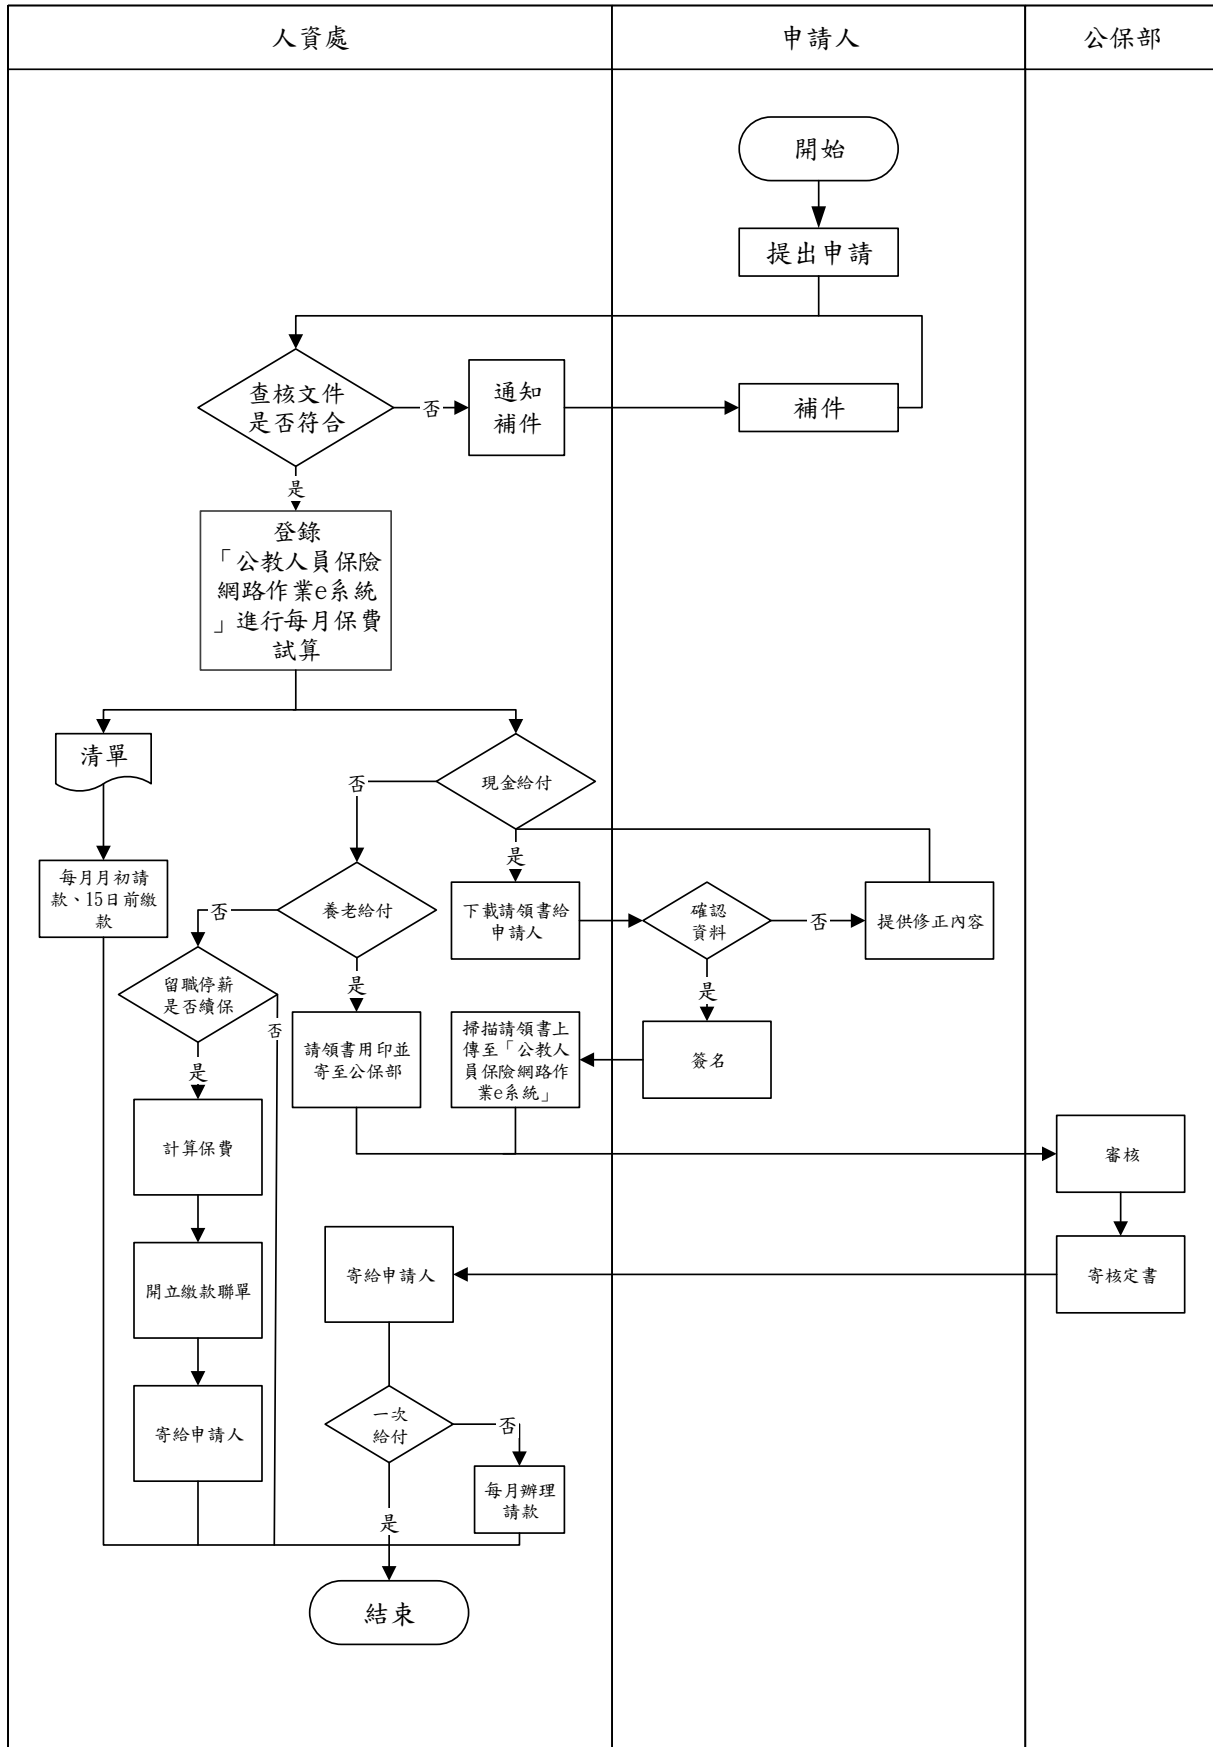 人資處
申請人
公保部
開始
提出申請
查核文件
是否符合
否
通知
補件
補件
是
登錄
「公教人員保險
網路作業e系統
」進行每月保費
試算
清單
現金給付
否
是
每月月初請
款、15日前繳
款
養老給付
否
下載請領書給
申請人
確認
資料
否
提供修正內容
留職停薪
是否續保
否
是
是
請領書用印並
寄至公保部
掃描請領書上
傳至「公教人
員保險網路作
業e系統」
簽名
是
計算保費
審核
開立繳款聯單
寄給申請人
寄核定書
寄給申請人
一次
給付
否
每月辦理
請款
是
結束